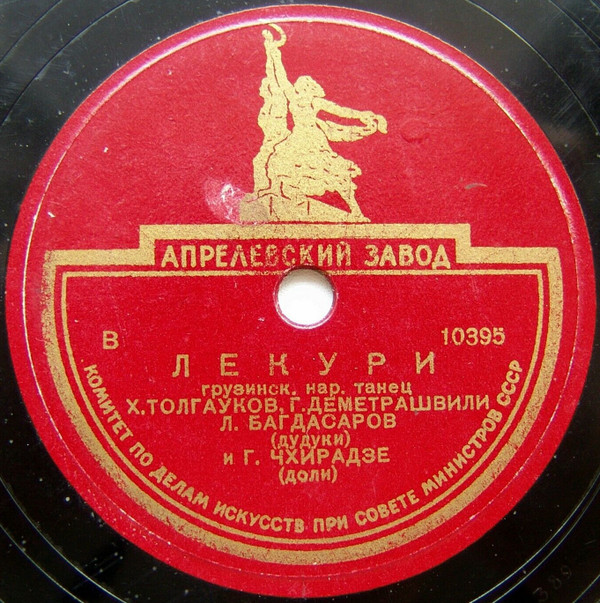 АПРЕЛЕВСКИЙ ЗАВОД
В 10395
ЛЕКУРИ
грузинск. нар. танец
Х.ТОЛГАУКОВ, Г.ДЕМЕТРАШВИЛИ
Л. БАГДАСАРОВ
(дудуки)
и Г. ЧХИРАДЗЕ
(доли)
КОМИТЕТ ПО ДЕЛАМ ИСКУССТВ ПРИ СОВЕТЕ МИНИСТРОВ СССР